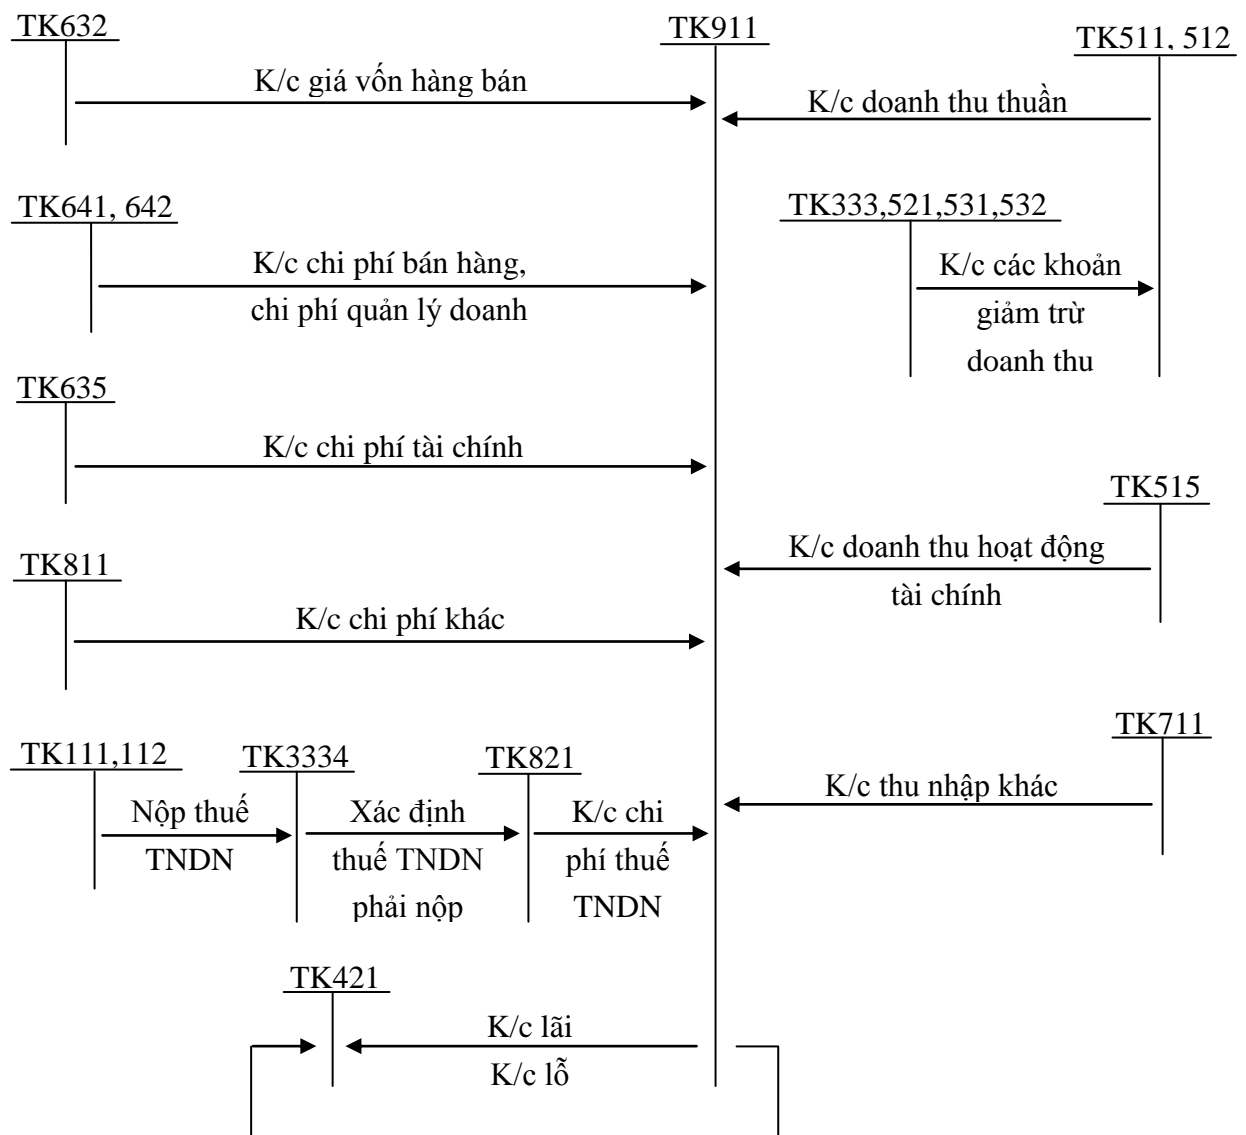 TK632
TK911
TK511, 512
K/c giá vốn hàng bán
K/c doanh thu thuần
TK641, 642
TK333,521,531,532
K/c chi phí bán hàng,
chi phí quản lý doanh
K/c các khoản
giảm trừ
doanh thu
TK635
K/c chi phí tài chính
TK515
K/c doanh thu hoạt động
tài chính
TK811
K/c chi phí khác
TK711
K/c thu nhập khác
TK111,112
TK3334
TK821
Nộp thuế
TNDN
Xác định
thuế TNDN
phải nộp
K/c chi
phí thuế
TNDN
TK421
K/c lãi
K/c lỗ